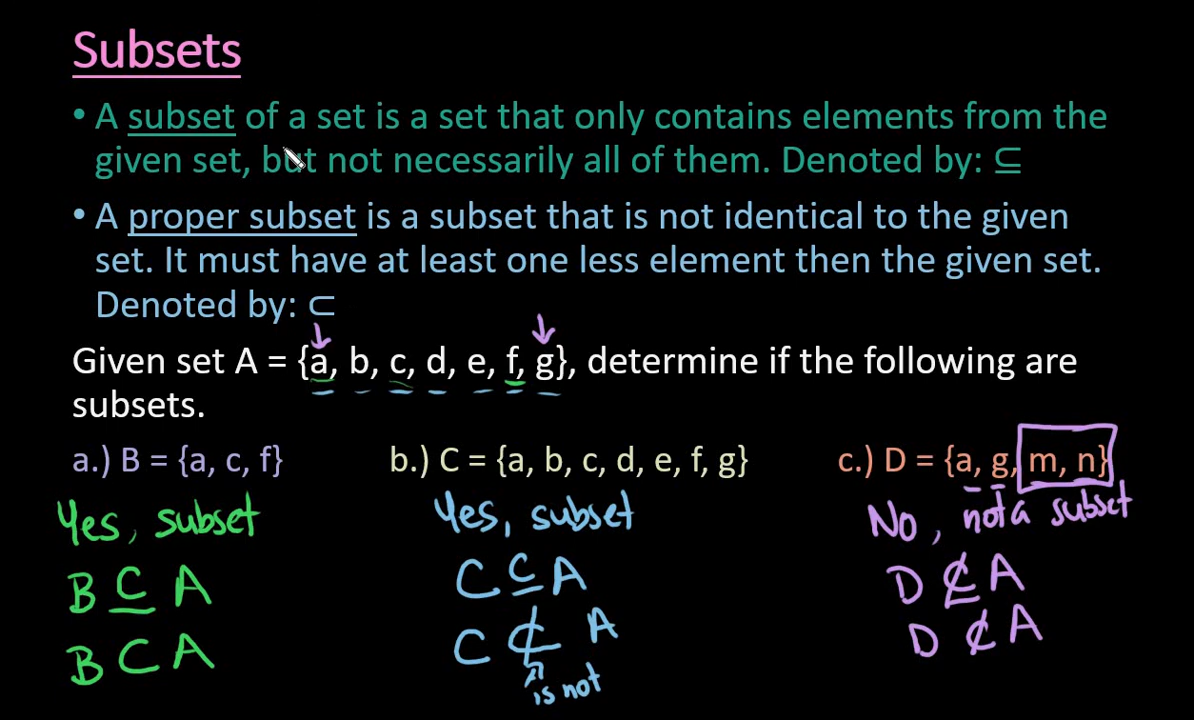 Subsets
• A subset of a set is a set that only contains elements from the
given set, but not necessarily all of them. Denoted by: ⊆
• A proper subset is a subset that is not identical to the given
set. It must have at least one less element then the given set.
Denoted by: ⊂
Given set A = {a, b, c, d, e, f, g}, determine if the following are
subsets.
a.) B = {a, c, f}
Yes, subset
B ⊆ A
B ⊂ A
b.) C = {a, b, c, d, e, f, g}
Yes, subset
C ⊆ A
C ⊄ A
is not
c.) D = {a, g, m, n}
No, not a subset
D ⊈ A
D ⊄ A